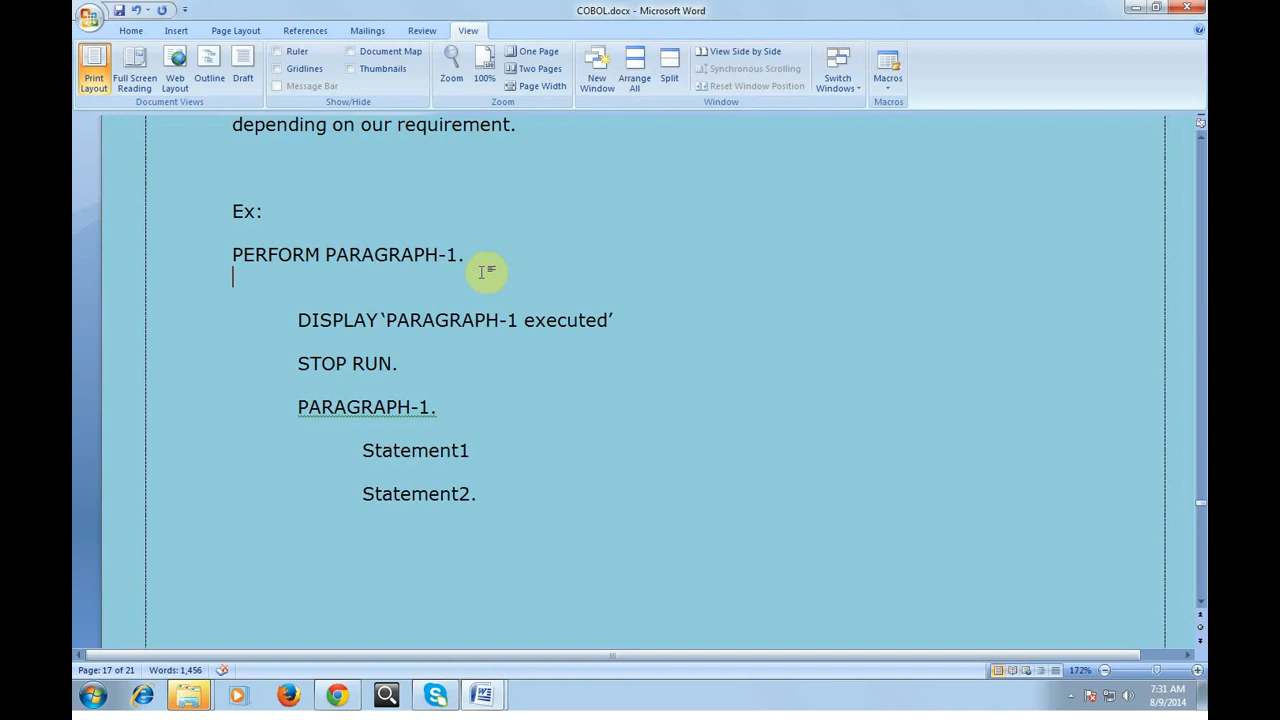 COBOL.docx - Microsoft Word
Home Insert Page Layout References Mailings Review View
Print Layout
Full Screen Reading
Web Layout
Outline
Draft
Document Views
Ruler
Gridlines
Message Bar
Document Map
Thumbnails
Show/Hide
Zoom
100%
One Page
Two Pages
Page Width
Zoom
New Window
Arrange All
Split
View Side by Side
Synchronous Scrolling
Reset Window Position
Switch Windows
Window
Macros
Macros
depending on our requirement.
Ex:
PERFORM PARAGRAPH-1.
DISPLAY ‘PARAGRAPH-1 executed’
STOP RUN.
PARAGRAPH-1.
Statement1
Statement2.
Page: 17 of 21 Words: 1,456 172%
7:31 AM
8/9/2014